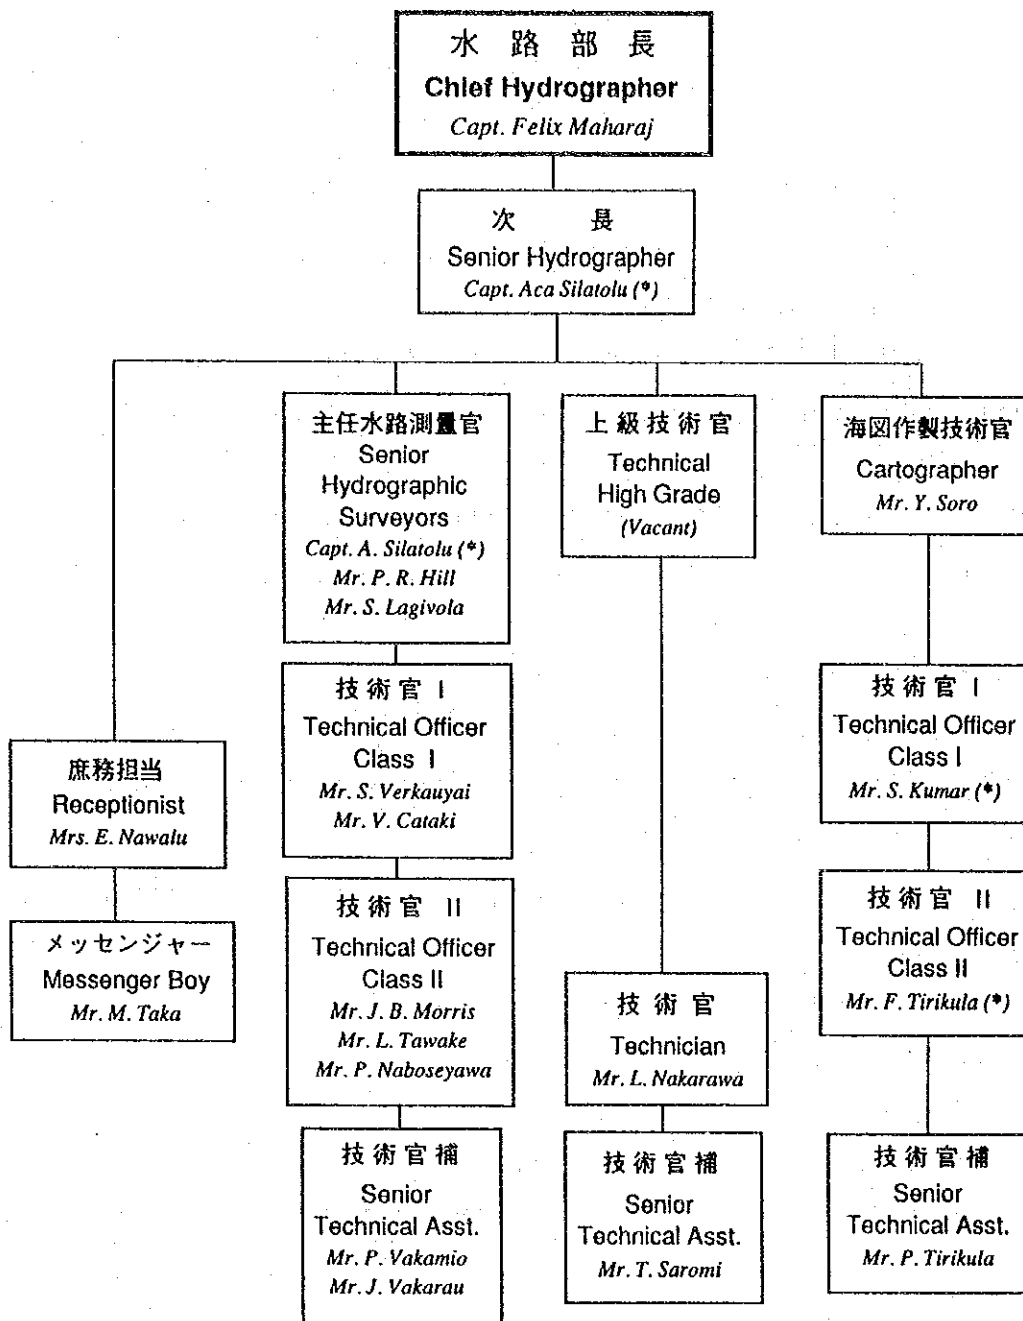 水路部長
Chief Hydrographer
Capt. Felix Maharaj
次長
Senior Hydrographer
Capt. Aca Silatolu (*)
庶務担当
Receptionist
Mrs. E. Nawalu
メッセンジャー
Messenger Boy
Mr. M. Taka
主任水路測量官
Senior
Hydrographic
Surveyors
Capt. A. Silatolu (*)
Mr. P. R. Hill
Mr. S. Lagivola
技術官 I
Technical Officer
Class I
Mr. S. Verkauyai
Mr. V. Cataki
技術官 II
Technical Officer
Class II
Mr. J. B. Morris
Mr. L. Tawake
Mr. P. Naboseyawa
技術官補
Senior
Technical Asst.
Mr. P. Vakamio
Mr. J. Vakarau
上級技術官
Technical
High Grade
(Vacant)
技術官
Technician
Mr. L. Nakarawa
技術官補
Senior
Technical Asst.
Mr. T. Saromi
海図作製技術官
Cartographer
Mr. Y. Soro
技術官 I
Technical Officer
Class I
Mr. S. Kumar (*)
技術官 II
Technical Officer
Class II
Mr. F. Tirikula (*)
技術官補
Senior
Technical Asst.
Mr. P. Tirikula